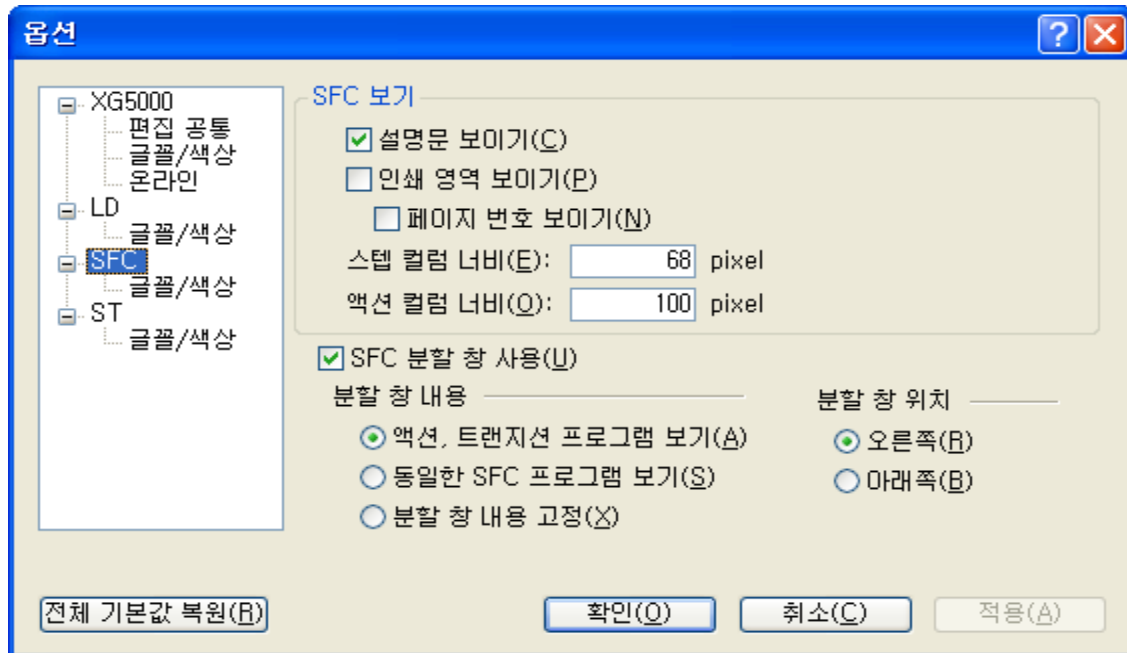 옵션
XG5000
편집 공통
글꼴/색상
온라인
LD
글꼴/색상
SFC
글꼴/색상
ST
글꼴/색상
SFC 보기
설명문 보이기(C)
인쇄 영역 보이기(P)
페이지 번호 보이기(N)
스텝 컬럼 너비(E): 68 pixel
액션 컬럼 너비(O): 100 pixel
SFC 분할 창 사용(U)
분할 창 내용
액션, 트랜지션 프로그램 보기(A)
동일한 SFC 프로그램 보기(S)
분할 창 내용 고정(X)
분할 창 위치
오른쪽(R)
아래쪽(B)
전체 기본값 복원(R) 확인(O) 취소(C) 적용(A)